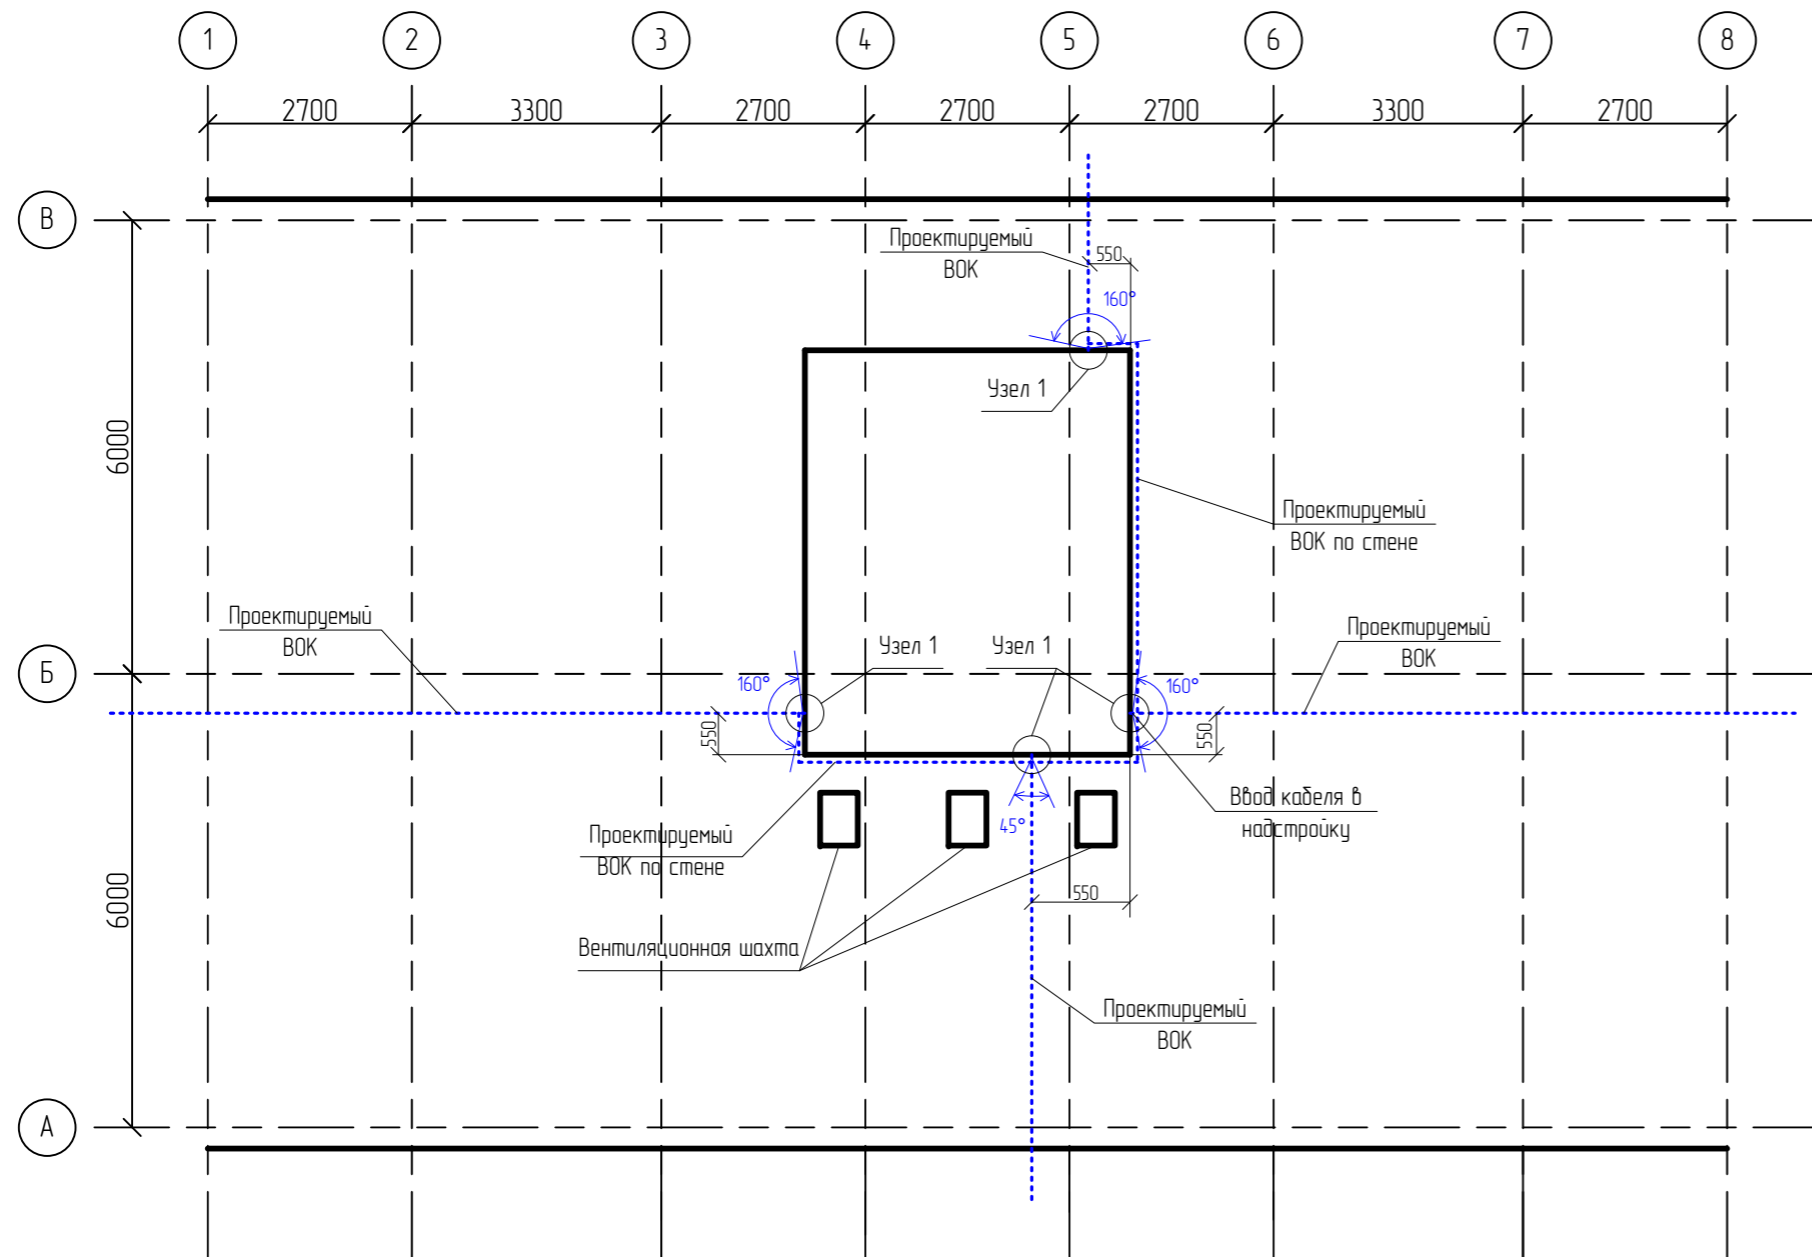 1 2 3 4 5 6 7 8
2700 3300 2700 2700 2700 3300 2700
В
Проектируемый
ВОК
550
160°
Узел 1
6000
Проектируемый
ВОК по стене
Проектируемый
ВОК
Узел 1
Узел 1
Проектируемый
ВОК
Б
160°
160°
550
550
Ввод кабеля в
надстройку
Проектируемый
ВОК по стене
45°
550
6000
Вентиляционная шахта
Проектируемый
ВОК
А